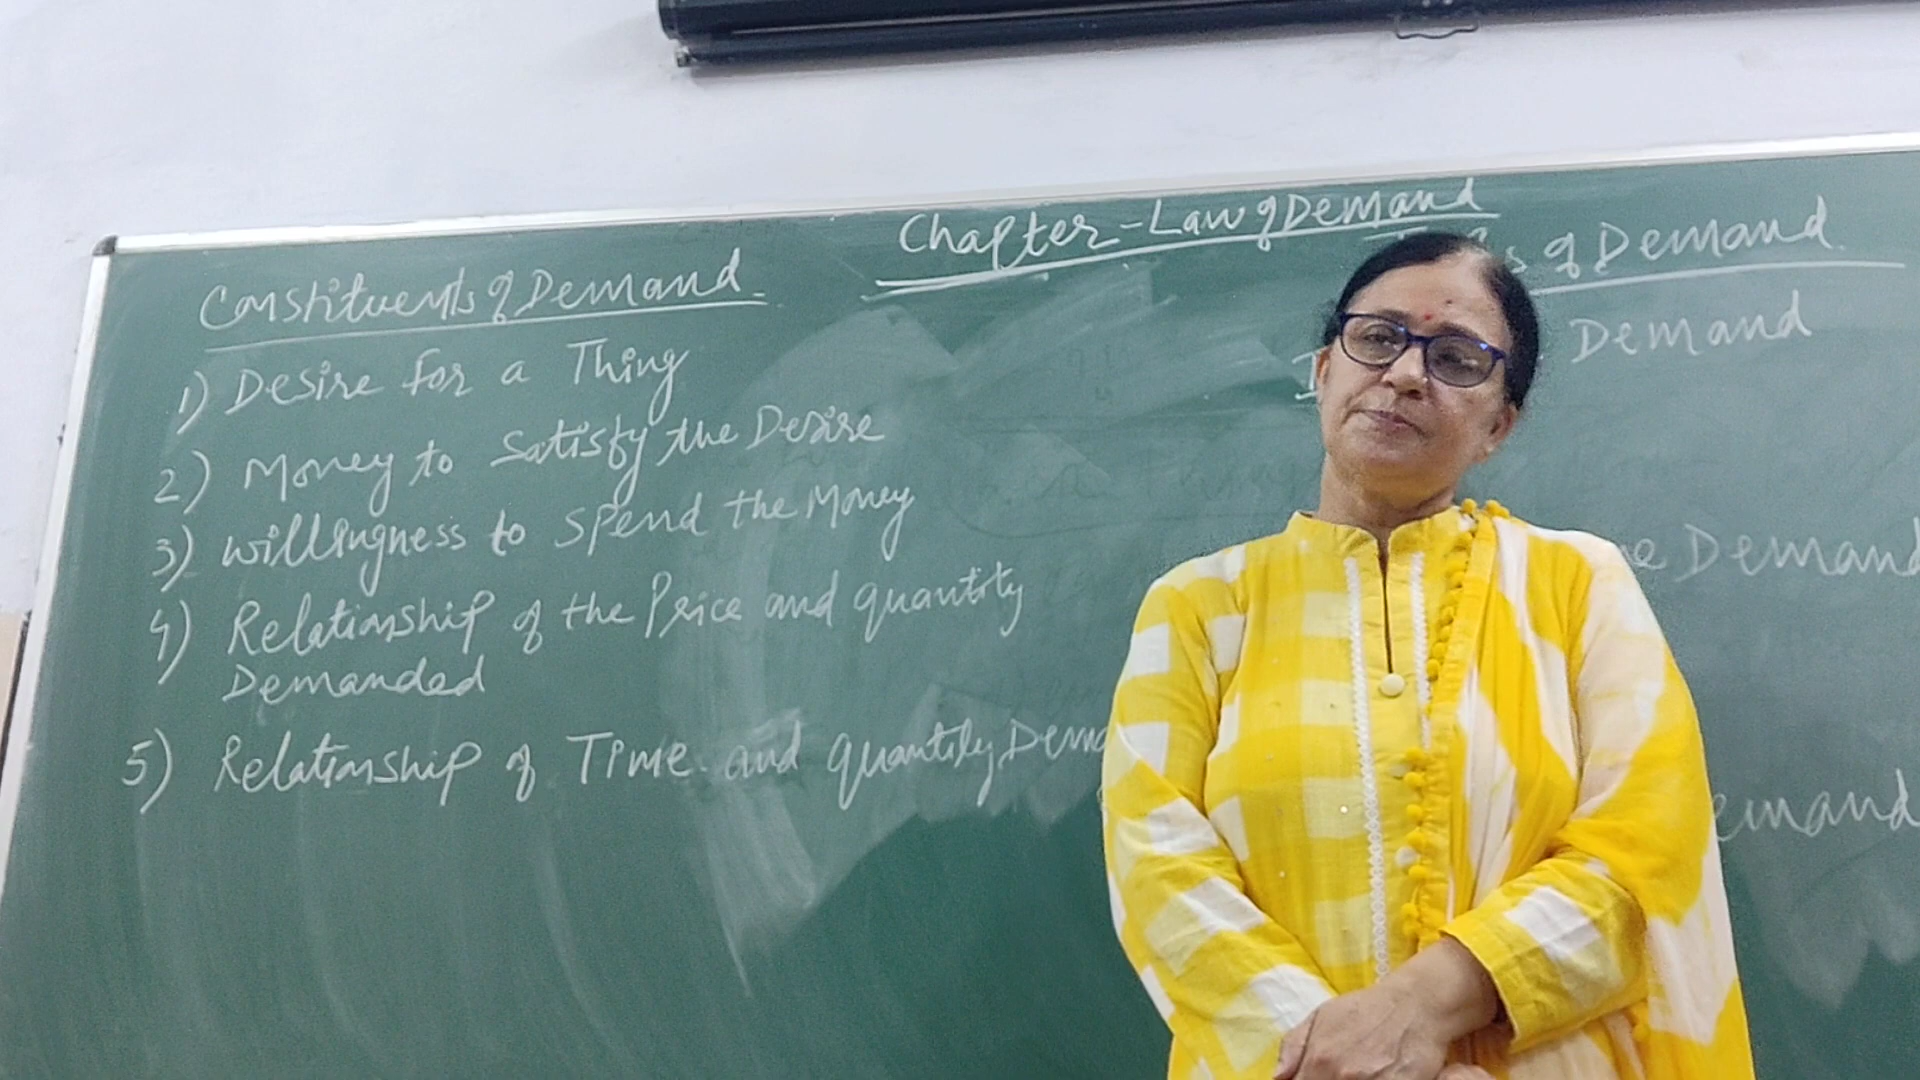 Chapter - Law of Demand
Constituents of Demand
1) Desire for a Thing
2) Money to Satisfy the Desire
3) Willingness to Spend the Money
4) Relationship of the Price and quantity
Demanded
5) Relationship of Time and quantity
of Demand
Demand
Demand